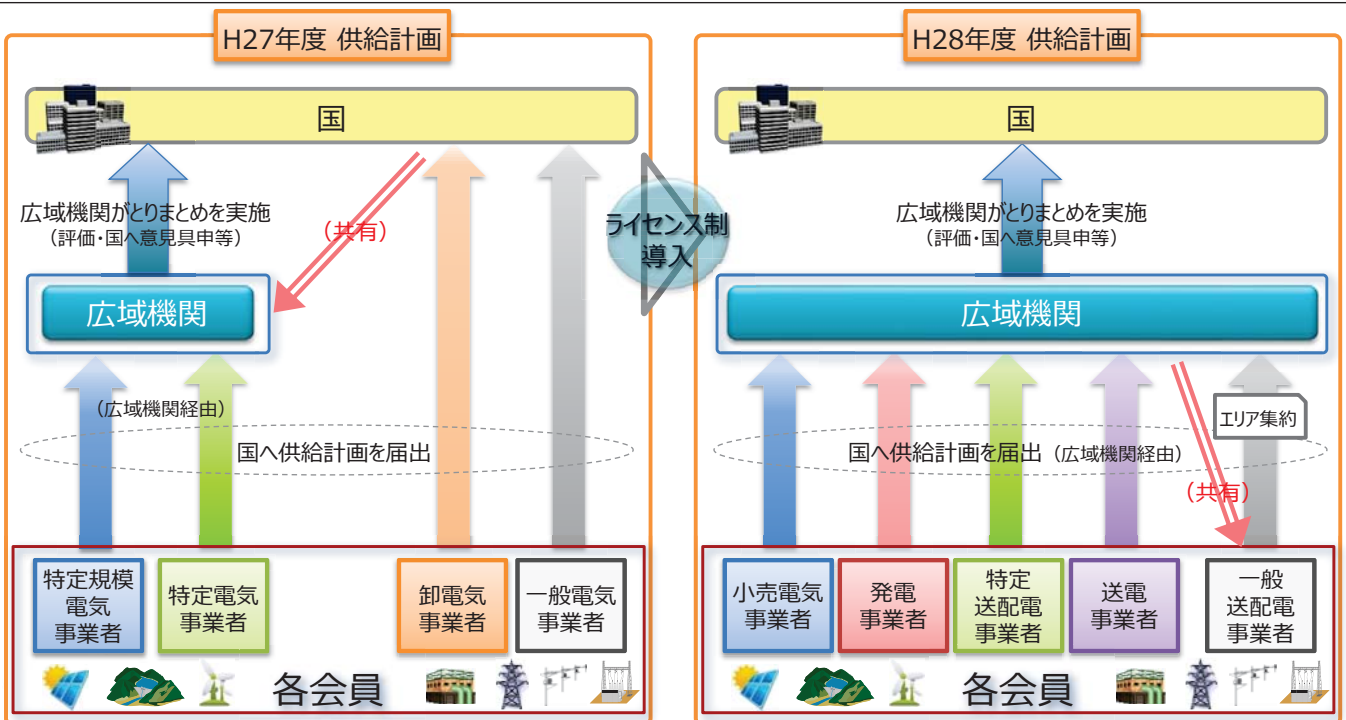 H27年度 供給計画
国
広域機関がとりまとめを実施
（評価・国へ意見具申等）
（共有）
広域機関
（広域機関経由）
国へ供給計画を届出
特定規模
電気
事業者
特定電気
事業者
卸電気
事業者
一般電気
事業者
各会員
ライセンス制
導入
H28年度 供給計画
国
広域機関がとりまとめを実施
（評価・国へ意見具申等）
広域機関
エリア集約
国へ供給計画を届出（広域機関経由）
（共有）
小売電気
事業者
発電
事業者
特定
送配電
事業者
送電
事業者
一般
送配電
事業者
各会員